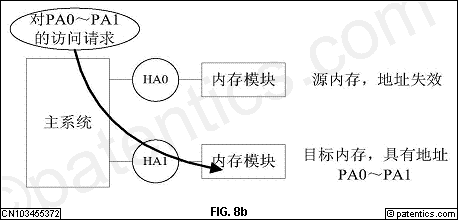 对PA0～PA1
的访问请求
主系统
HA0
内存模块
源内存，地址失效
HA1
内存模块
目标内存，具有地址
PA0～PA1
CN103455372
FIG. 8b
© patentics.com
© patentics.com